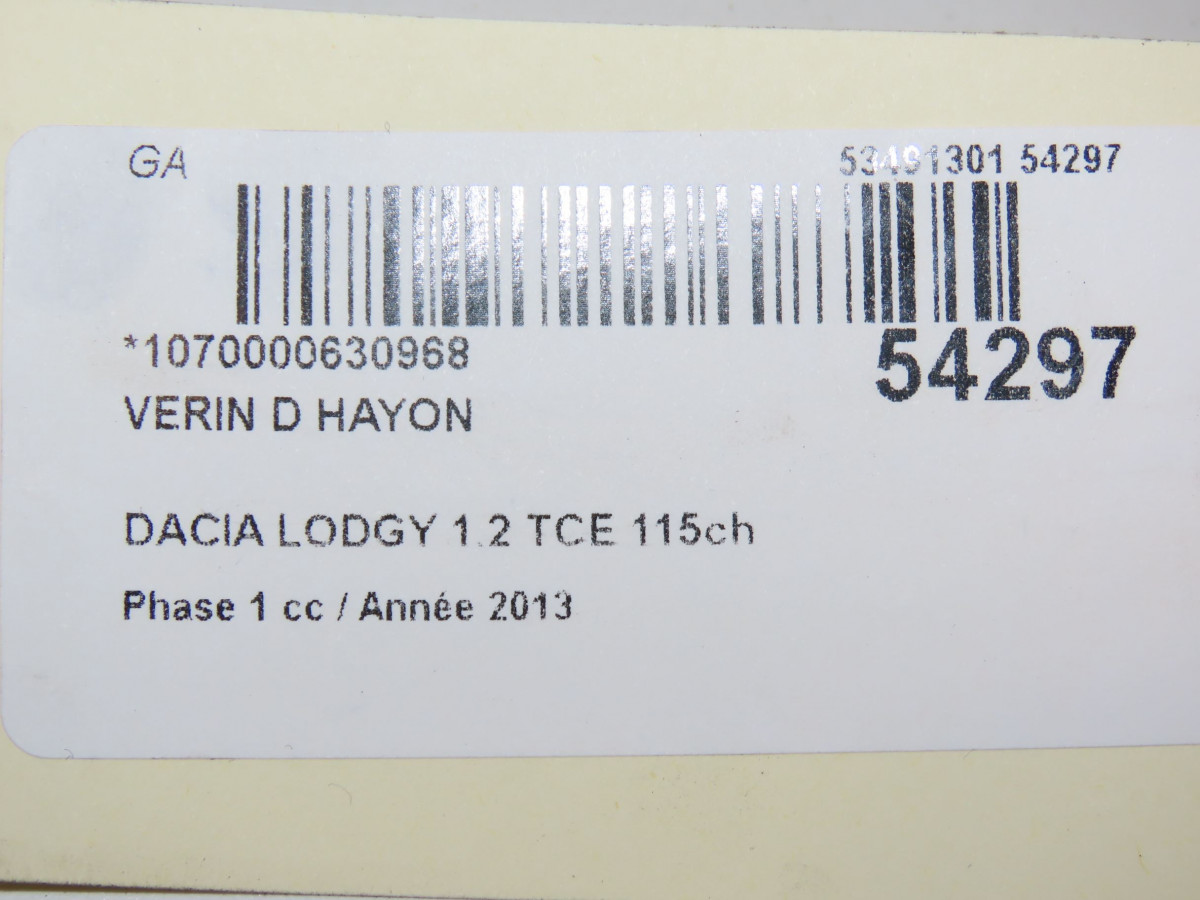 GA
53491301 54297
*1070000630968
54297
VERIN D HAYON
DACIA LODGY 1.2 TCE 115ch
Phase 1 cc / Année 2013